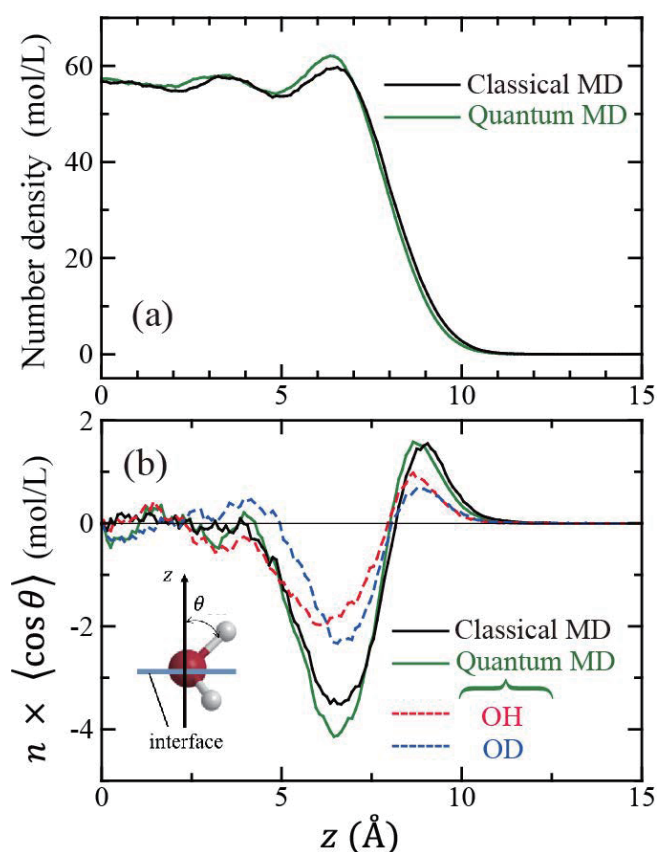 (a)
Number density (mol/L)
60
40
20
0
Classical MD
Quantum MD
0 5 10 15
(b)
n × ⟨cos θ⟩ (mol/L)
2
0
-2
-4
z
θ
interface
Classical MD
Quantum MD
OH
OD
0 5 10 15
z (Å)